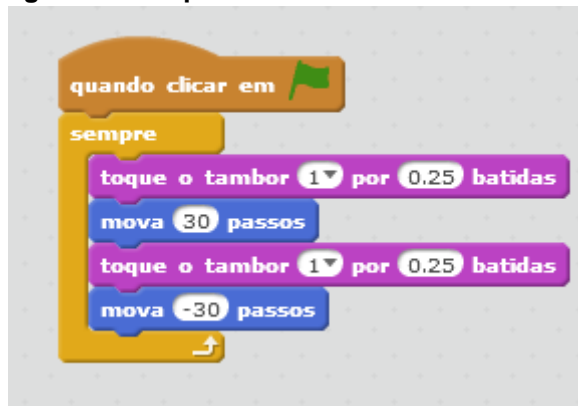 quando clicar em
sempre
toque o tambor 1 por 0.25 batidas
mova 30 passos
toque o tambor 1 por 0.25 batidas
mova -30 passos